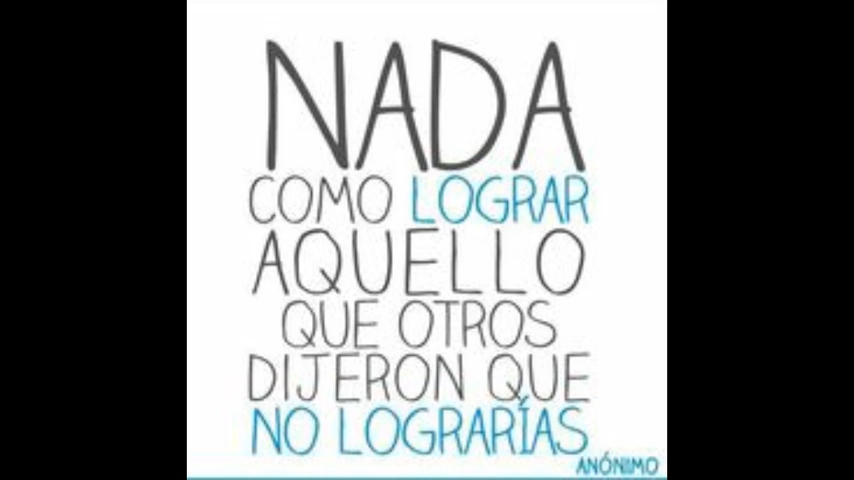 NADA
COMO LOGRAR
AQUELLO
QUE OTROS
DIJERON QUE
NO LOGRARÍAS
ANÓNIMO